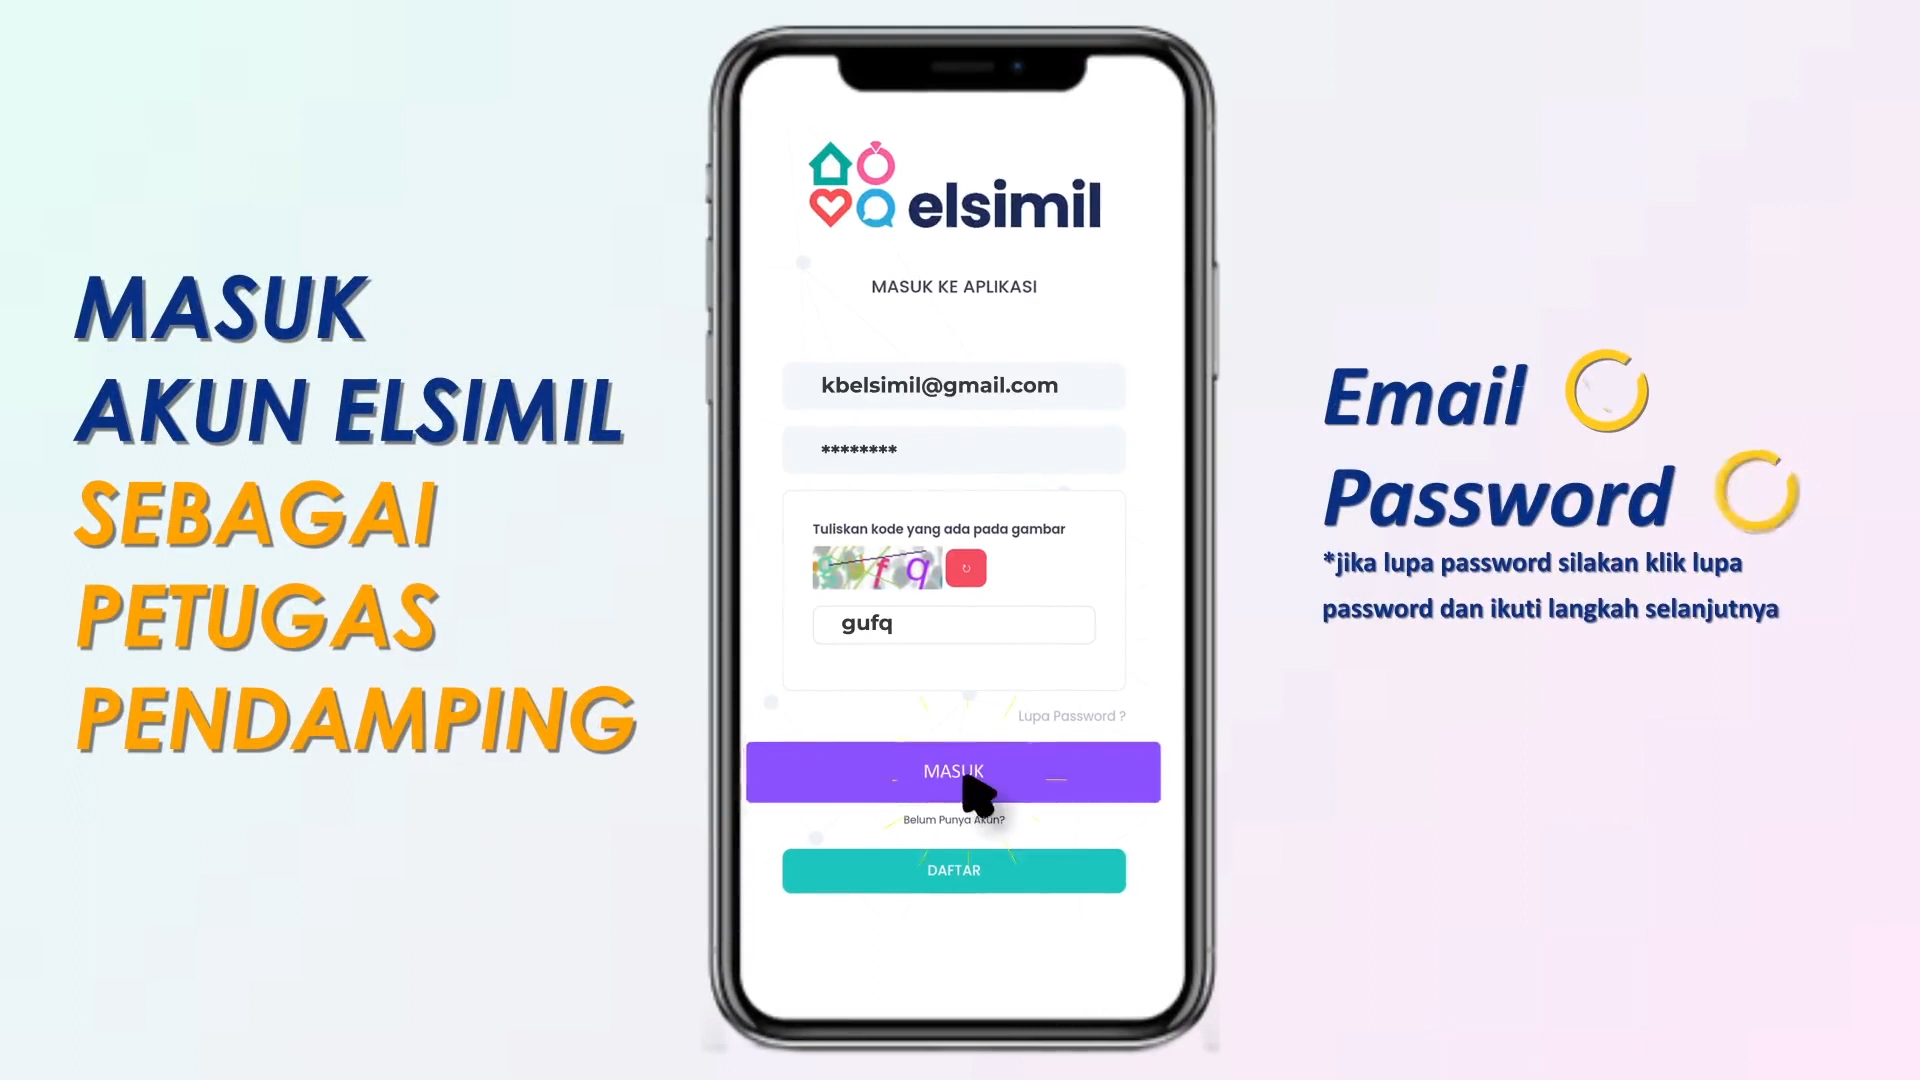 MASUK
AKUN ELSIMIL
SEBAGAI
PETUGAS
PENDAMPING
elsimil
MASUK KE APLIKASI
kbelsimil@gmail.com
********
Tuliskan kode yang ada pada gambar
g f q
gufq
Lupa Password ?
MASUK
Belum Punya Akun?
DAFTAR
Email
Password
*jika lupa password silakan klik lupa
password dan ikuti langkah selanjutnya